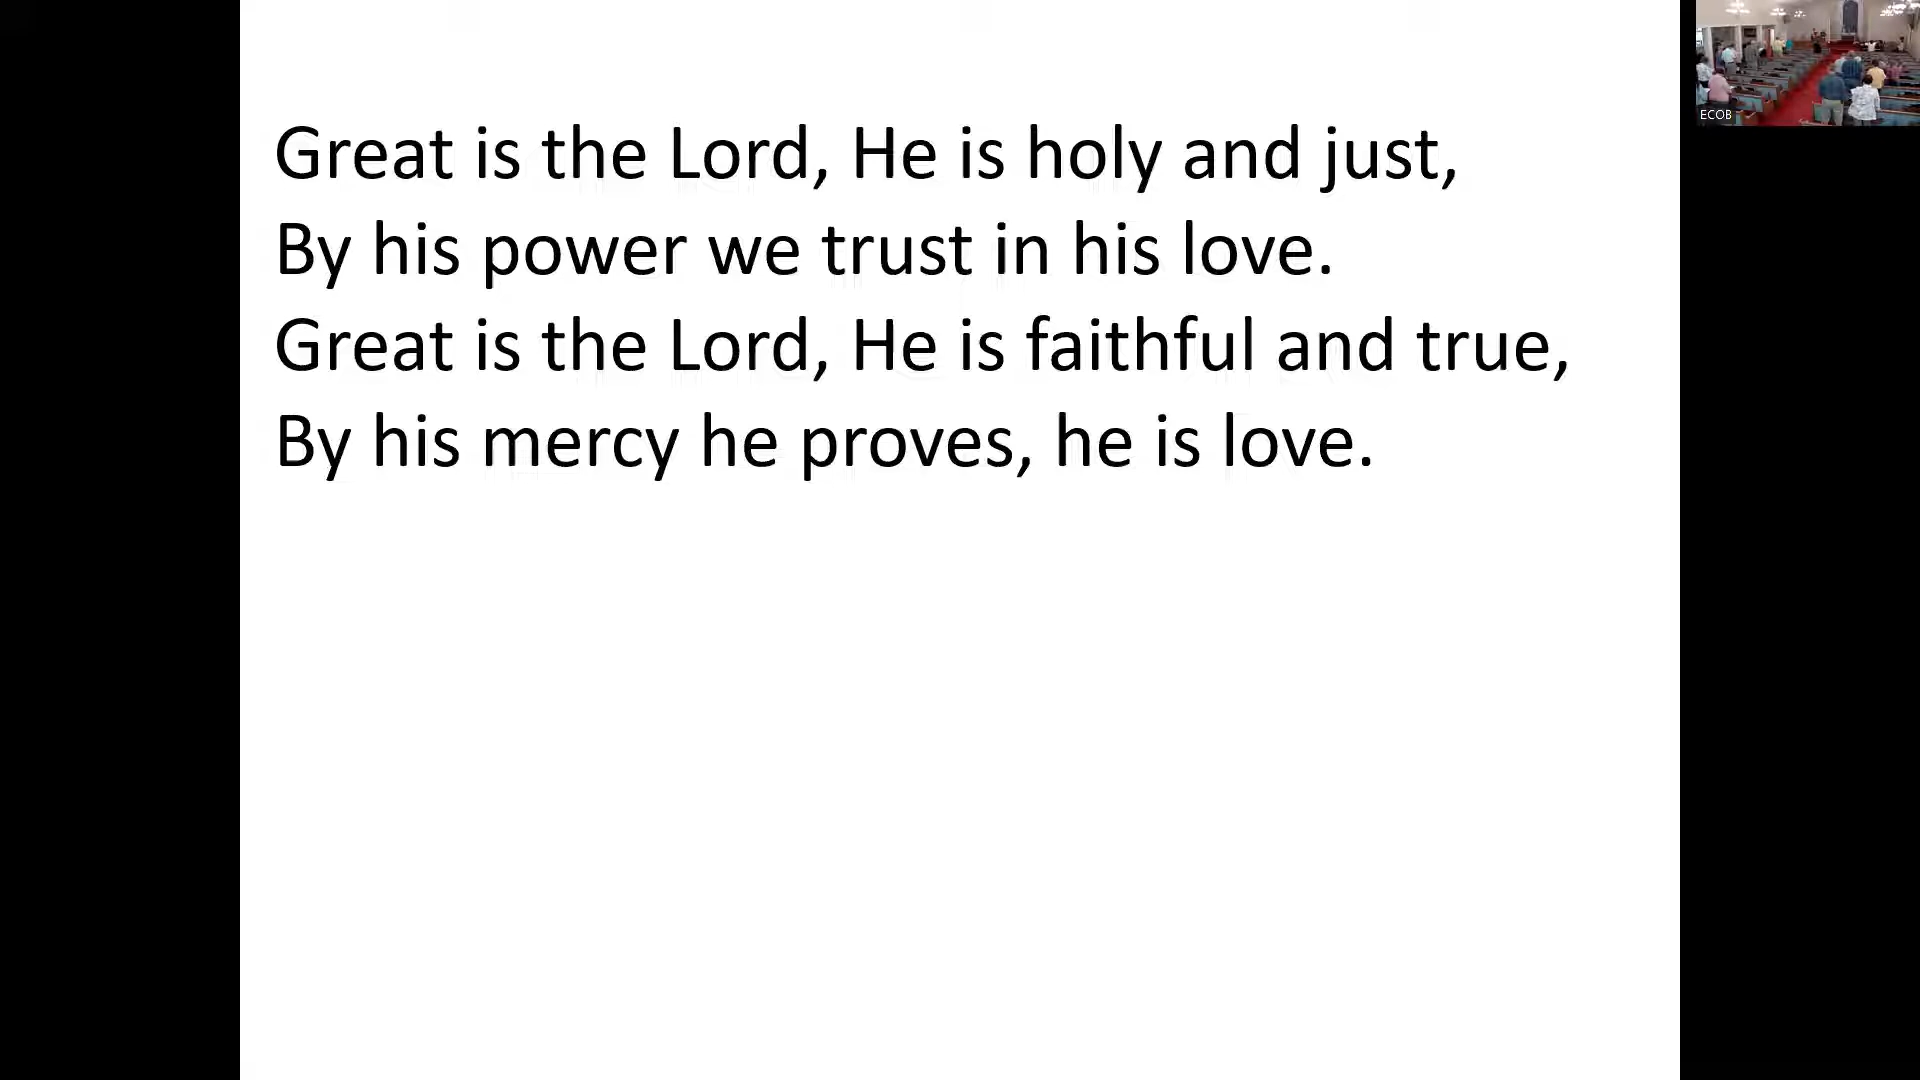 Great is the Lord, He is holy and just,
By his power we trust in his love.
Great is the Lord, He is faithful and true,
By his mercy he proves, he is love.
ECOB